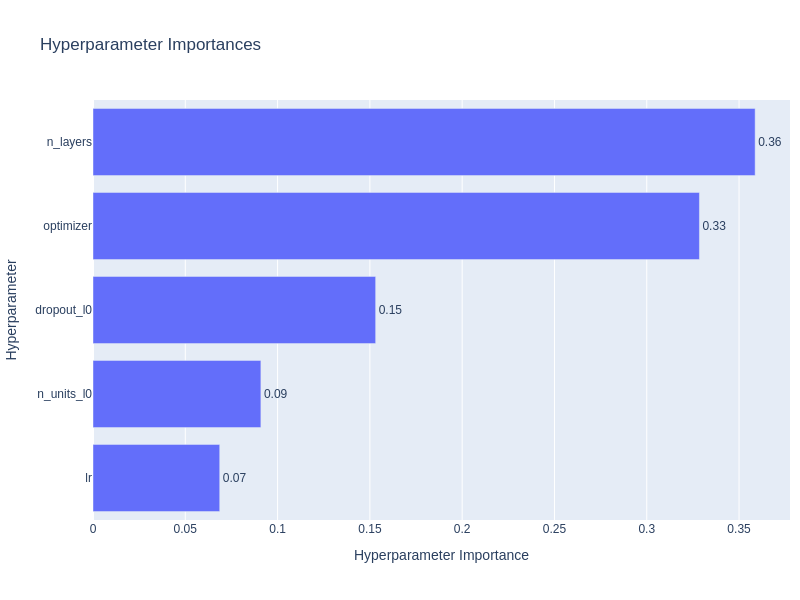 Hyperparameter Importances
n_layers
0.36
optimizer
0.33
dropout_l0
0.15
n_units_l0
0.09
lr
0.07
0
0.05
0.1
0.15
0.2
0.25
0.3
0.35
Hyperparameter Importance
Hyperparameter